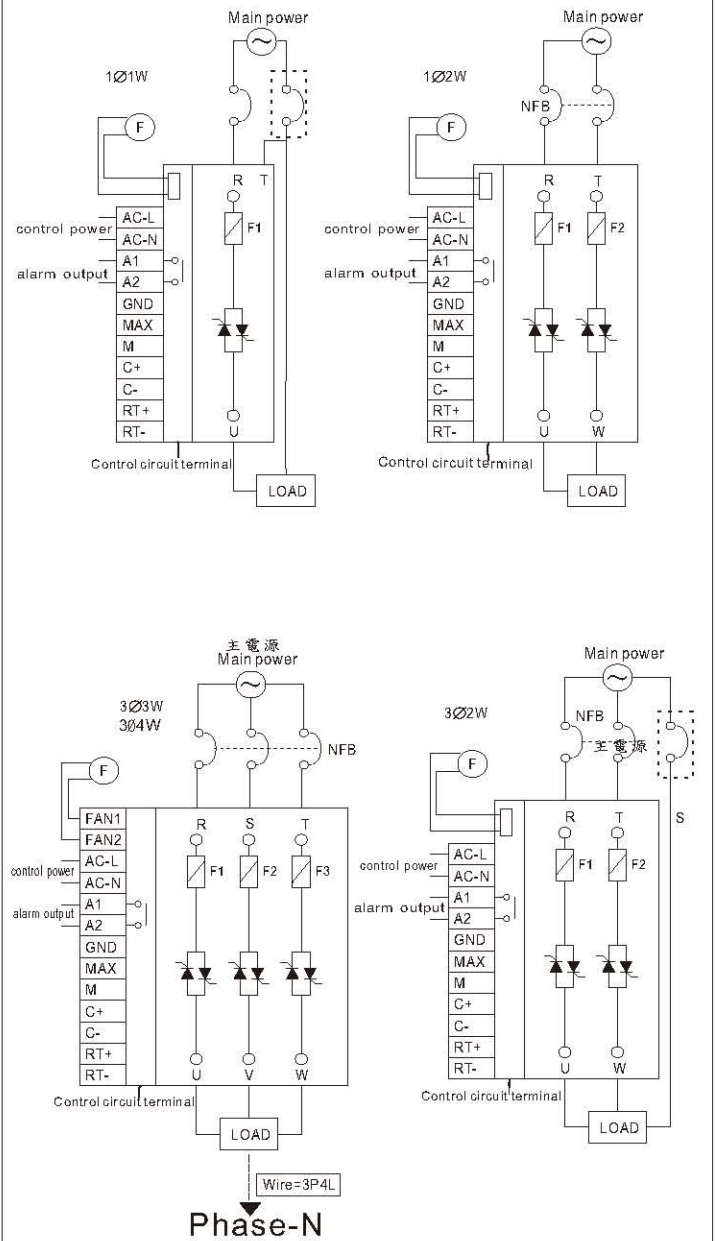 Main power
1Ø1W
F
R T
AC-L
AC-N
A1
A2
GND
MAX
M
C+
C-
RT+
RT-
control power
alarm output
F1
U
Control circuit terminal
LOAD
Main power
1Ø2W
NFB
F
R T
AC-L
AC-N
A1
A2
GND
MAX
M
C+
C-
RT+
RT-
control power
alarm output
F1 F2
U W
Control circuit terminal
LOAD
主電源
Main power
3Ø3W
3Ø4W
NFB
F
FAN1
FAN2
AC-L
AC-N
A1
A2
GND
MAX
M
C+
C-
RT+
RT-
control power
alarm output
R S T
F1 F2 F3
U V W
Control circuit terminal
LOAD
Wire=3P4L
Phase-N
Main power
3Ø2W
NFB
主電源
F
R T S
AC-L
AC-N
A1
A2
GND
MAX
M
C+
C-
RT+
RT-
control power
alarm output
F1 F2
U W
Control circuit terminal
LOAD